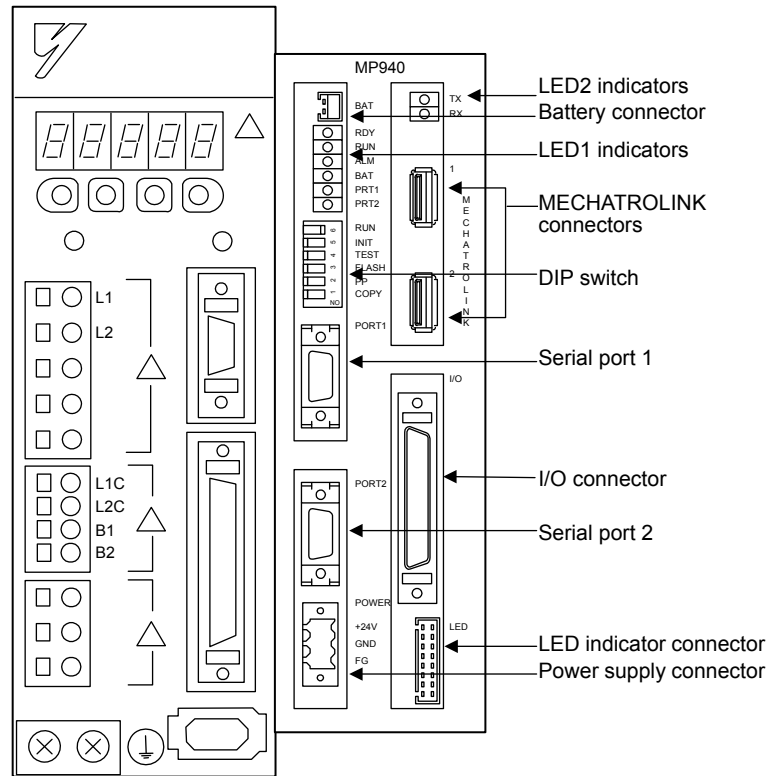 MP940
BAT
RDY
RUN
ALM
BAT
PRT1
PRT2
RUN
INIT
TEST
FLASH
PP
COPY
6
5
4
3
2
1
NO
PORT1
PORT2
POWER
+24V
GND
FG
TX
RX
1
MECHATROLINK
2
I/O
LED
L1
L2
L1C
L2C
B1
B2
LED2 indicators
Battery connector
LED1 indicators
MECHATROLINK
connectors
DIP switch
Serial port 1
I/O connector
Serial port 2
LED indicator connector
Power supply connector